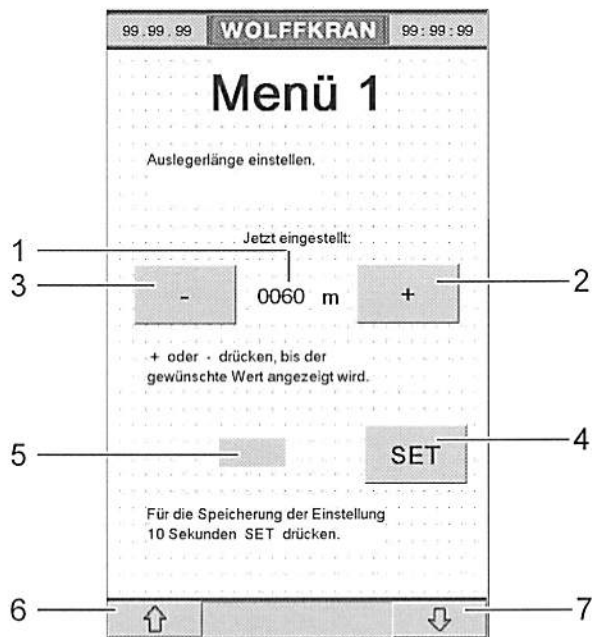 99.99.99 WOLFFKRAN 99:99:99
Menü 1
Auslegerlänge einstellen.
Jetzt eingestellt:
1
3
- 0060 m +
2
+ oder - drücken, bis der
gewünschte Wert angezeigt wird.
5
SET
4
Für die Speicherung der Einstellung
10 Sekunden SET drücken.
6
7